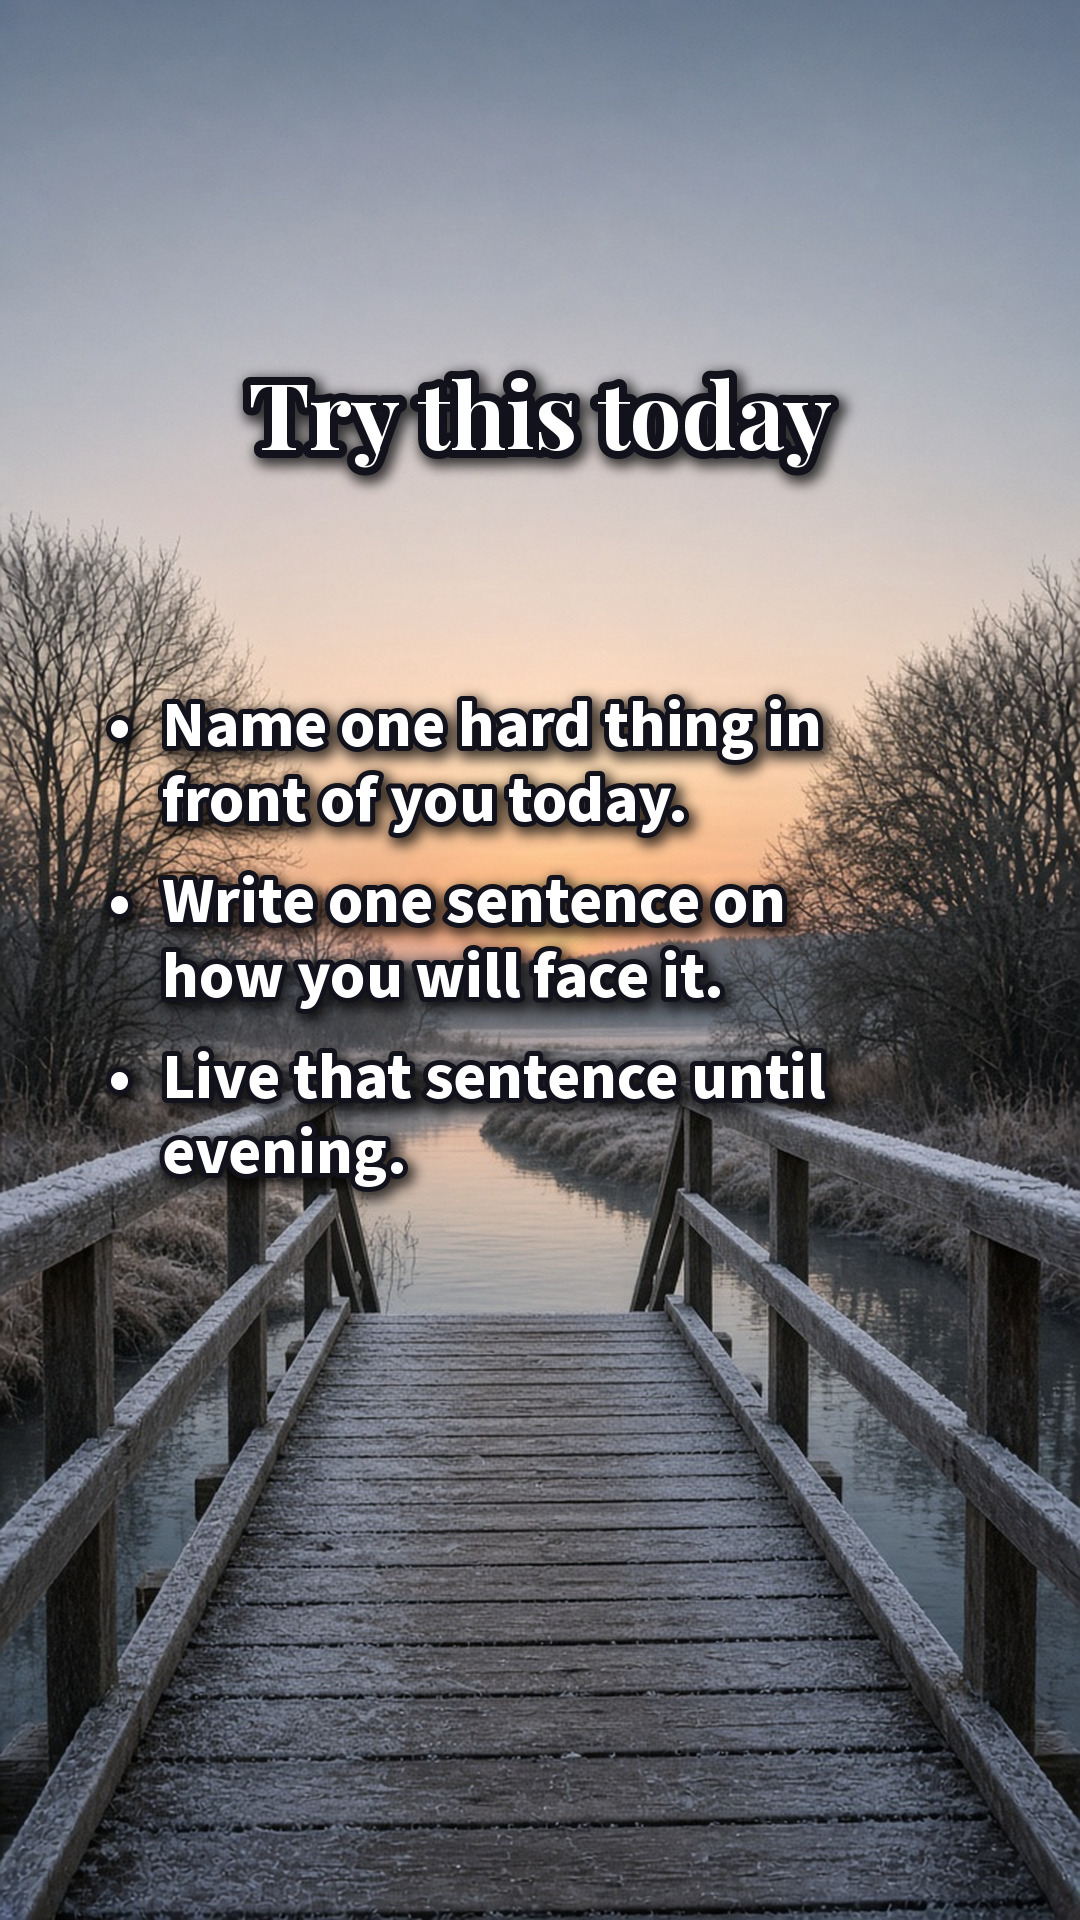 Try this today
• Name one hard thing in
front of you today.
• Write one sentence on
how you will face it.
• Live that sentence until
evening.